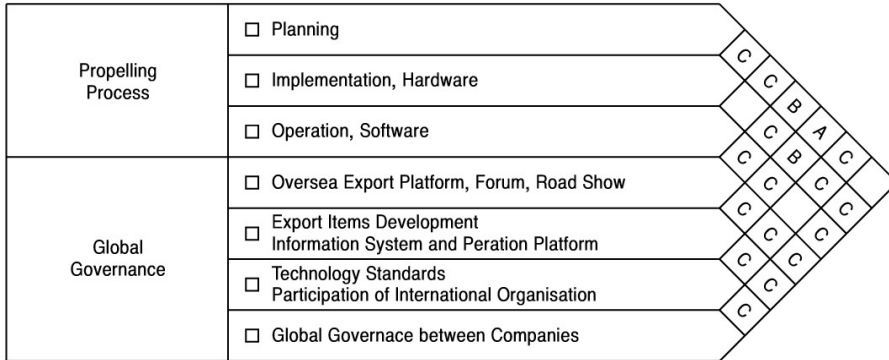 Propelling
Process
Planning
Implementation, Hardware
Operation, Software
Global
Governance
Oversea Export Platform, Forum, Road Show
Export Items Development
Information System and Peration Platform
Technology Standards
Participation of International Organisation
Global Governace between Companies
C
C
B
C A
C B C
C C
C C
C C
C C
C
C